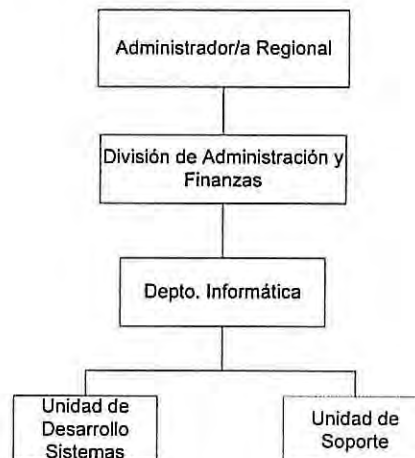 Administrador/a Regional
División de Administración y
Finanzas
Depto. Informática
Unidad de
Desarrollo
Sistemas
Unidad de
Soporte